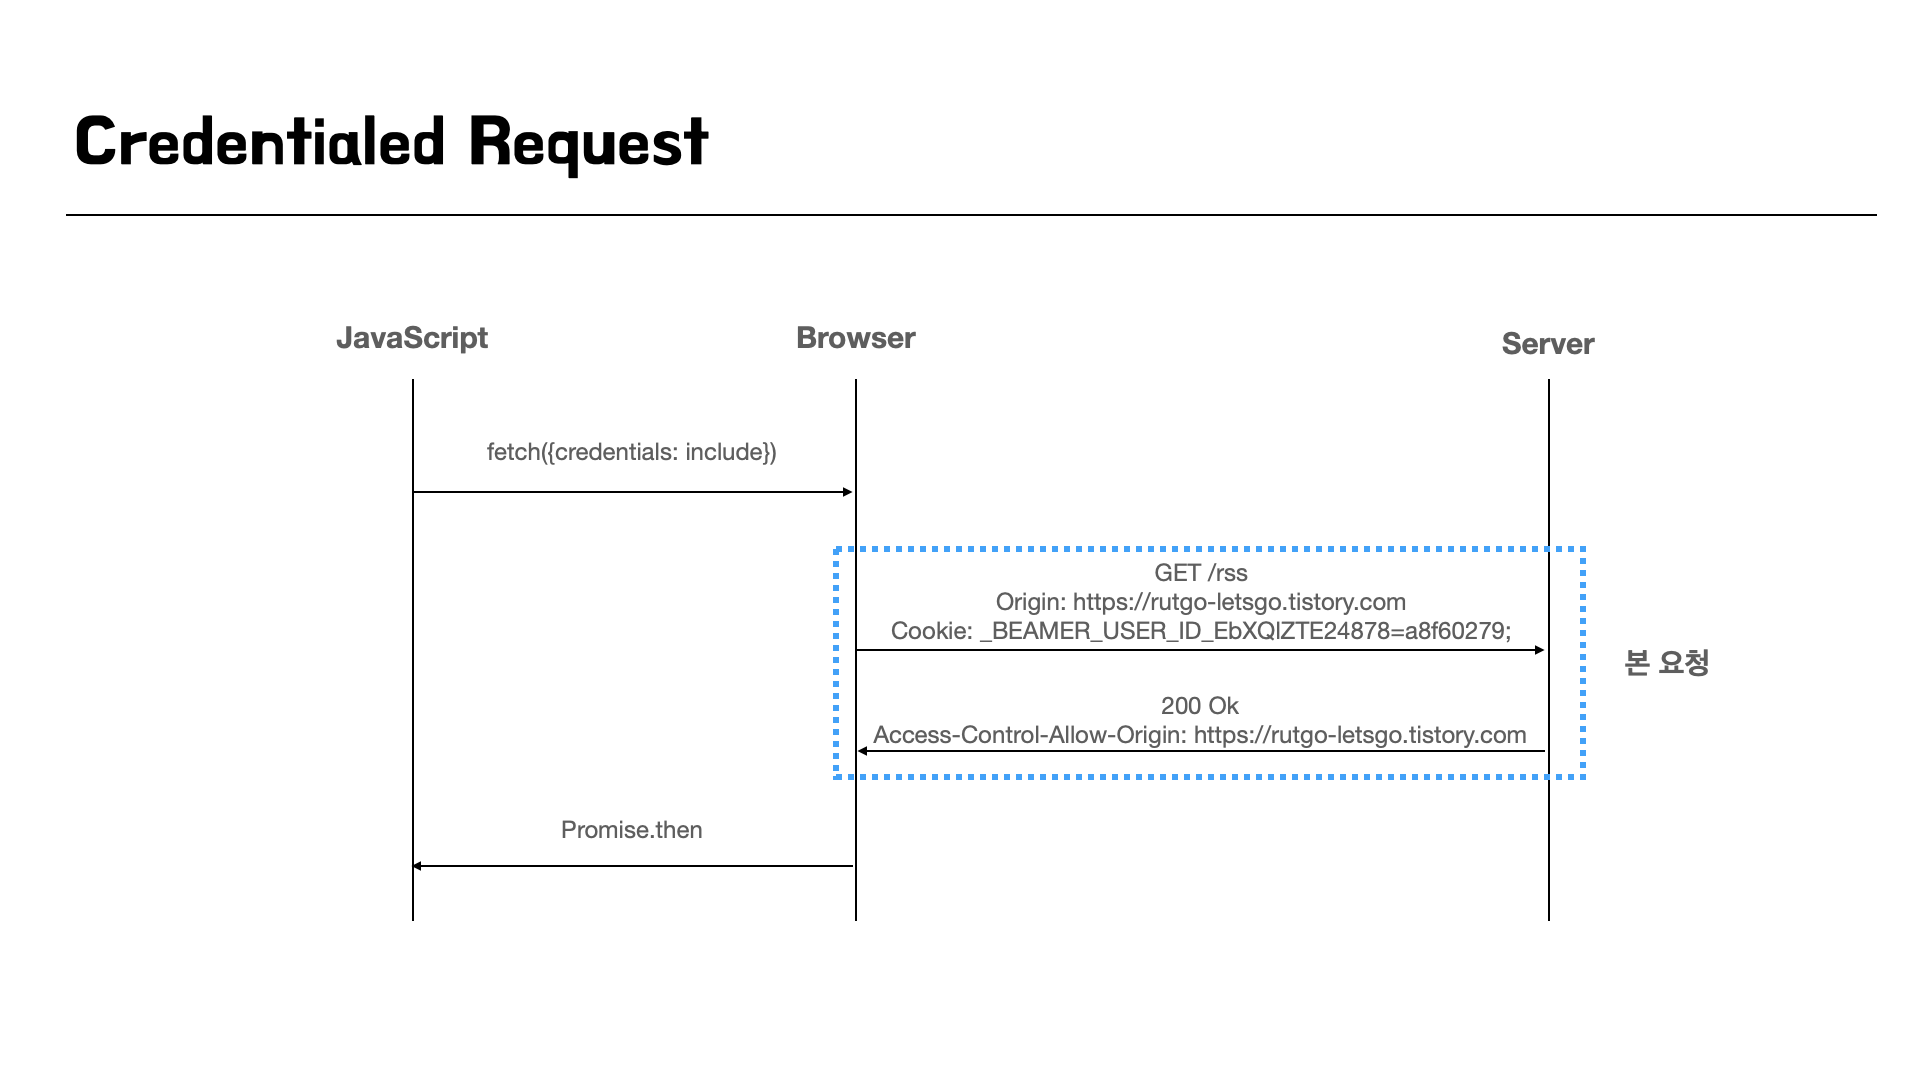 Credentialed Request
JavaScript
Browser
Server
fetch({credentials: include})
GET /rss
Origin: https://rutgo-letsgo.tistory.com
Cookie: _BEAMER_USER_ID_EbXQlZTE24878=a8f60279;
본 요청
200 Ok
Access-Control-Allow-Origin: https://rutgo-letsgo.tistory.com
Promise.then